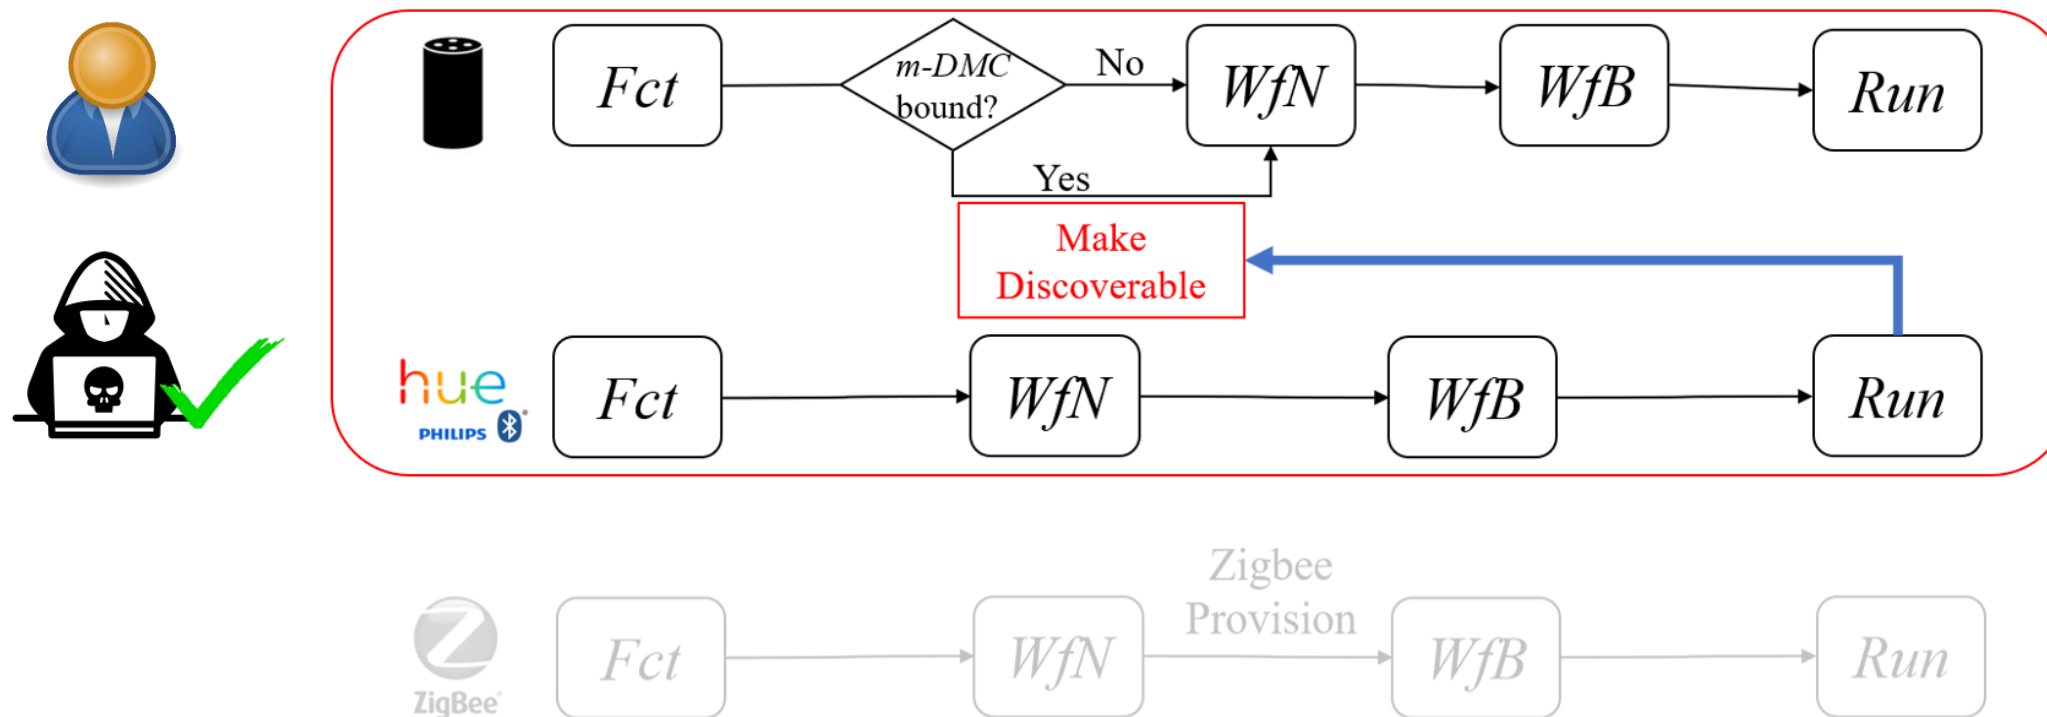 Fct
m-DMC
bound?
No
Yes
WfN
WfB
Run
Make
Discoverable
hue
PHILIPS
Fct
WfN
WfB
Run
Zigbee
Provision
ZigBee
Fct
WfN
WfB
Run